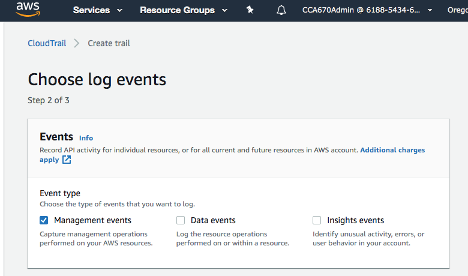 aws
Services
Resource Groups
CCA670Admin @ 6188-5434-6...
Orego
CloudTrail
Create trail
Choose log events
Step 2 of 3
Events Info
Record API activity for individual resources, or for all current and future resources in AWS account. Additional charges
apply
Event type
Choose the type of events that you want to log.
Management events
Capture management operations
performed on your AWS resources.
Data events
Log the resource operations
performed on or within a resource.
Insights events
Identify unusual activity, errors, or
user behavior in your account.